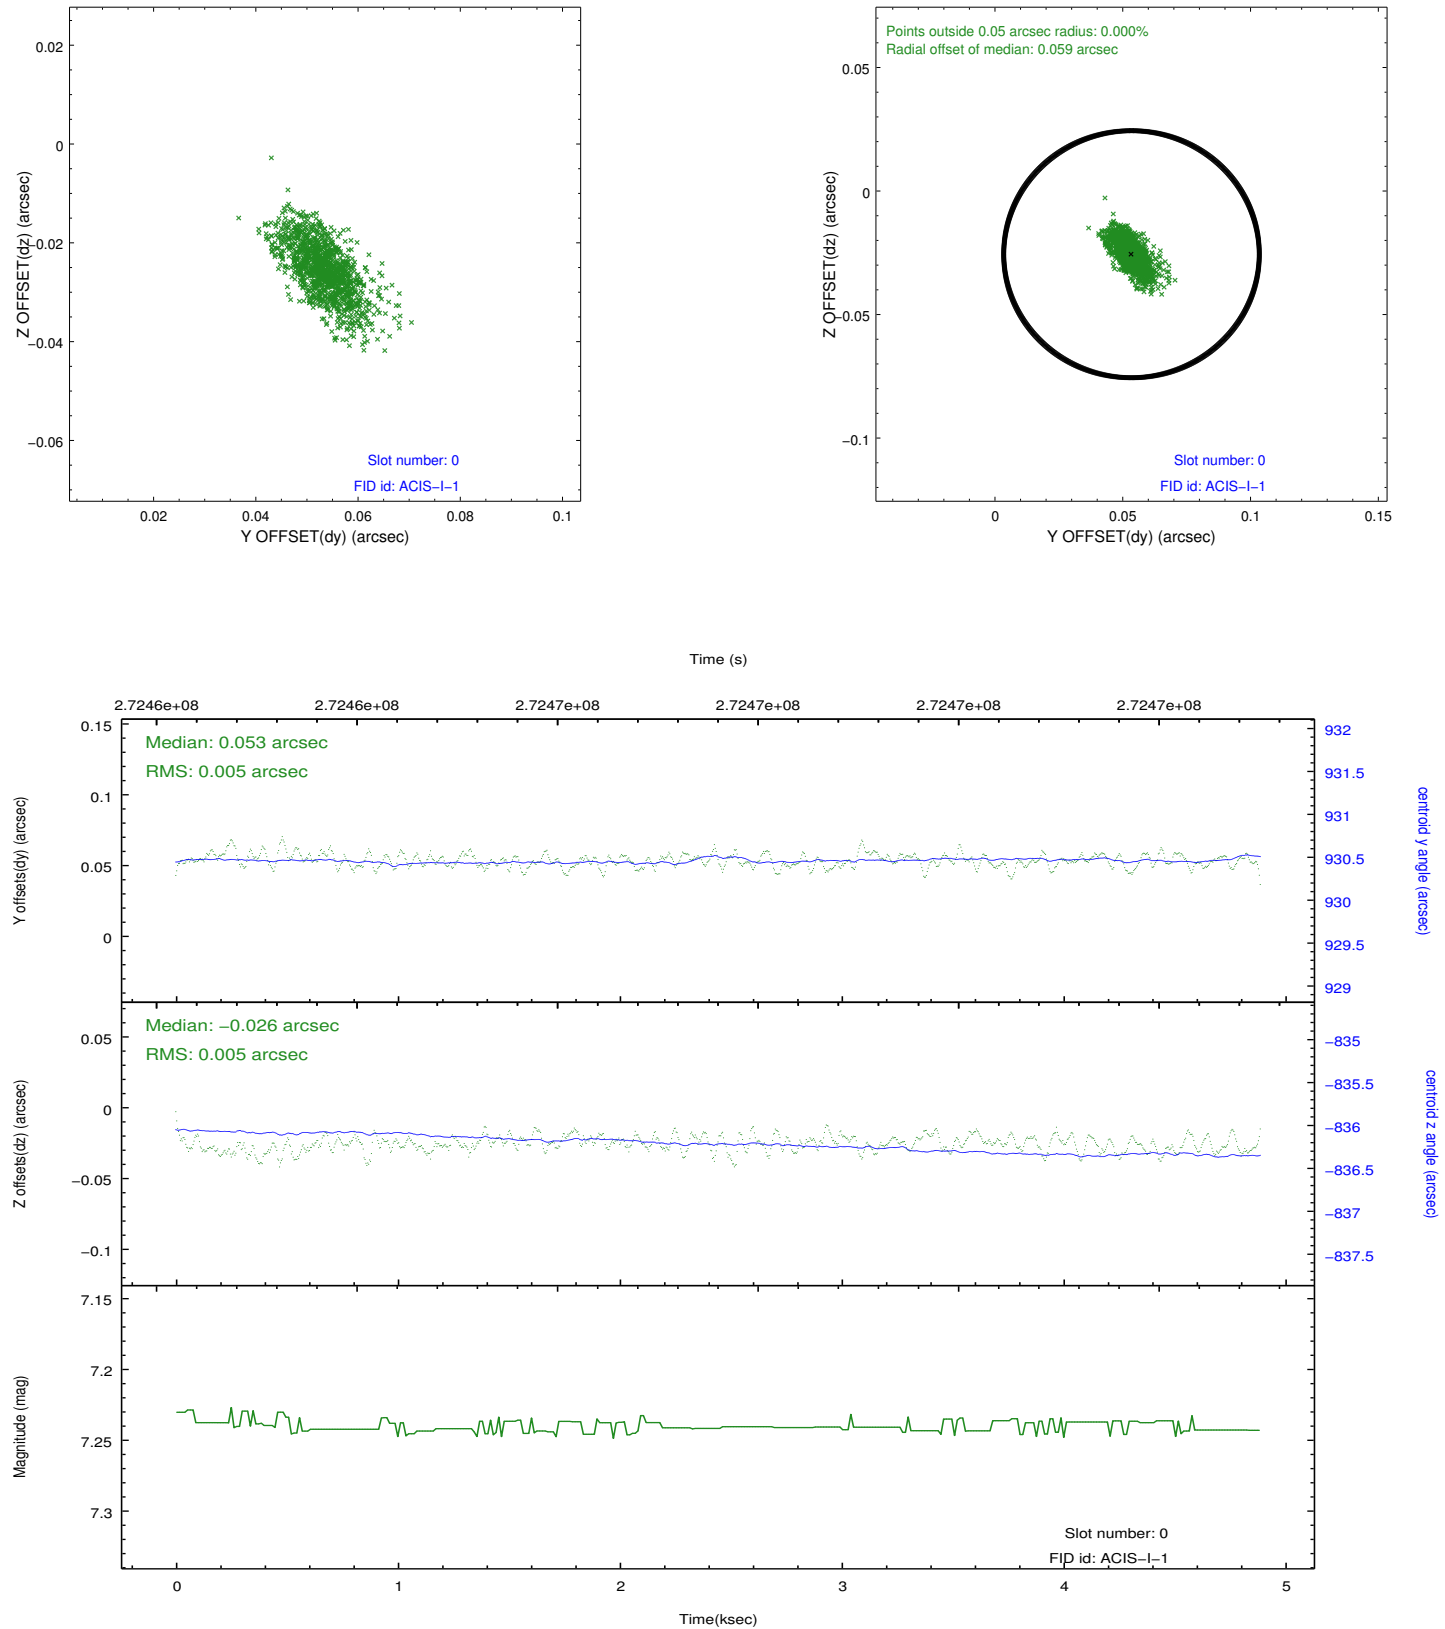 0.02
0
−0.02
−0.04
−0.06
Z OFFSET(dz) (arcsec)
Slot number: 0
FID id: ACIS−I−1
0.02 0.04 0.06 0.08 0.1
Y OFFSET(dy) (arcsec)
Points outside 0.05 arcsec radius: 0.000%
Radial offset of median: 0.059 arcsec
0.05
0
−0.05
−0.1
Z OFFSET(dz) (arcsec)
Slot number: 0
FID id: ACIS−I−1
0 0.05 0.1 0.15
Y OFFSET(dy) (arcsec)
Time (s)
2.7246e+08 2.7246e+08 2.7247e+08 2.7247e+08 2.7247e+08 2.7247e+08
Median: 0.053 arcsec
RMS: 0.005 arcsec
0.15
0.1
0.05
0
Y offsets(dy) (arcsec)
932
931.5
931
930.5
930
929.5
929
centroid y angle (arcsec)
Median: −0.026 arcsec
RMS: 0.005 arcsec
0.05
0
−0.05
−0.1
Z offsets(dz) (arcsec)
−835
−835.5
−836
−836.5
−837
−837.5
centroid z angle (arcsec)
7.15
7.2
7.25
7.3
Magnitude (mag)
Slot number: 0
FID id: ACIS−I−1
0 1 2 3 4 5
Time(ksec)